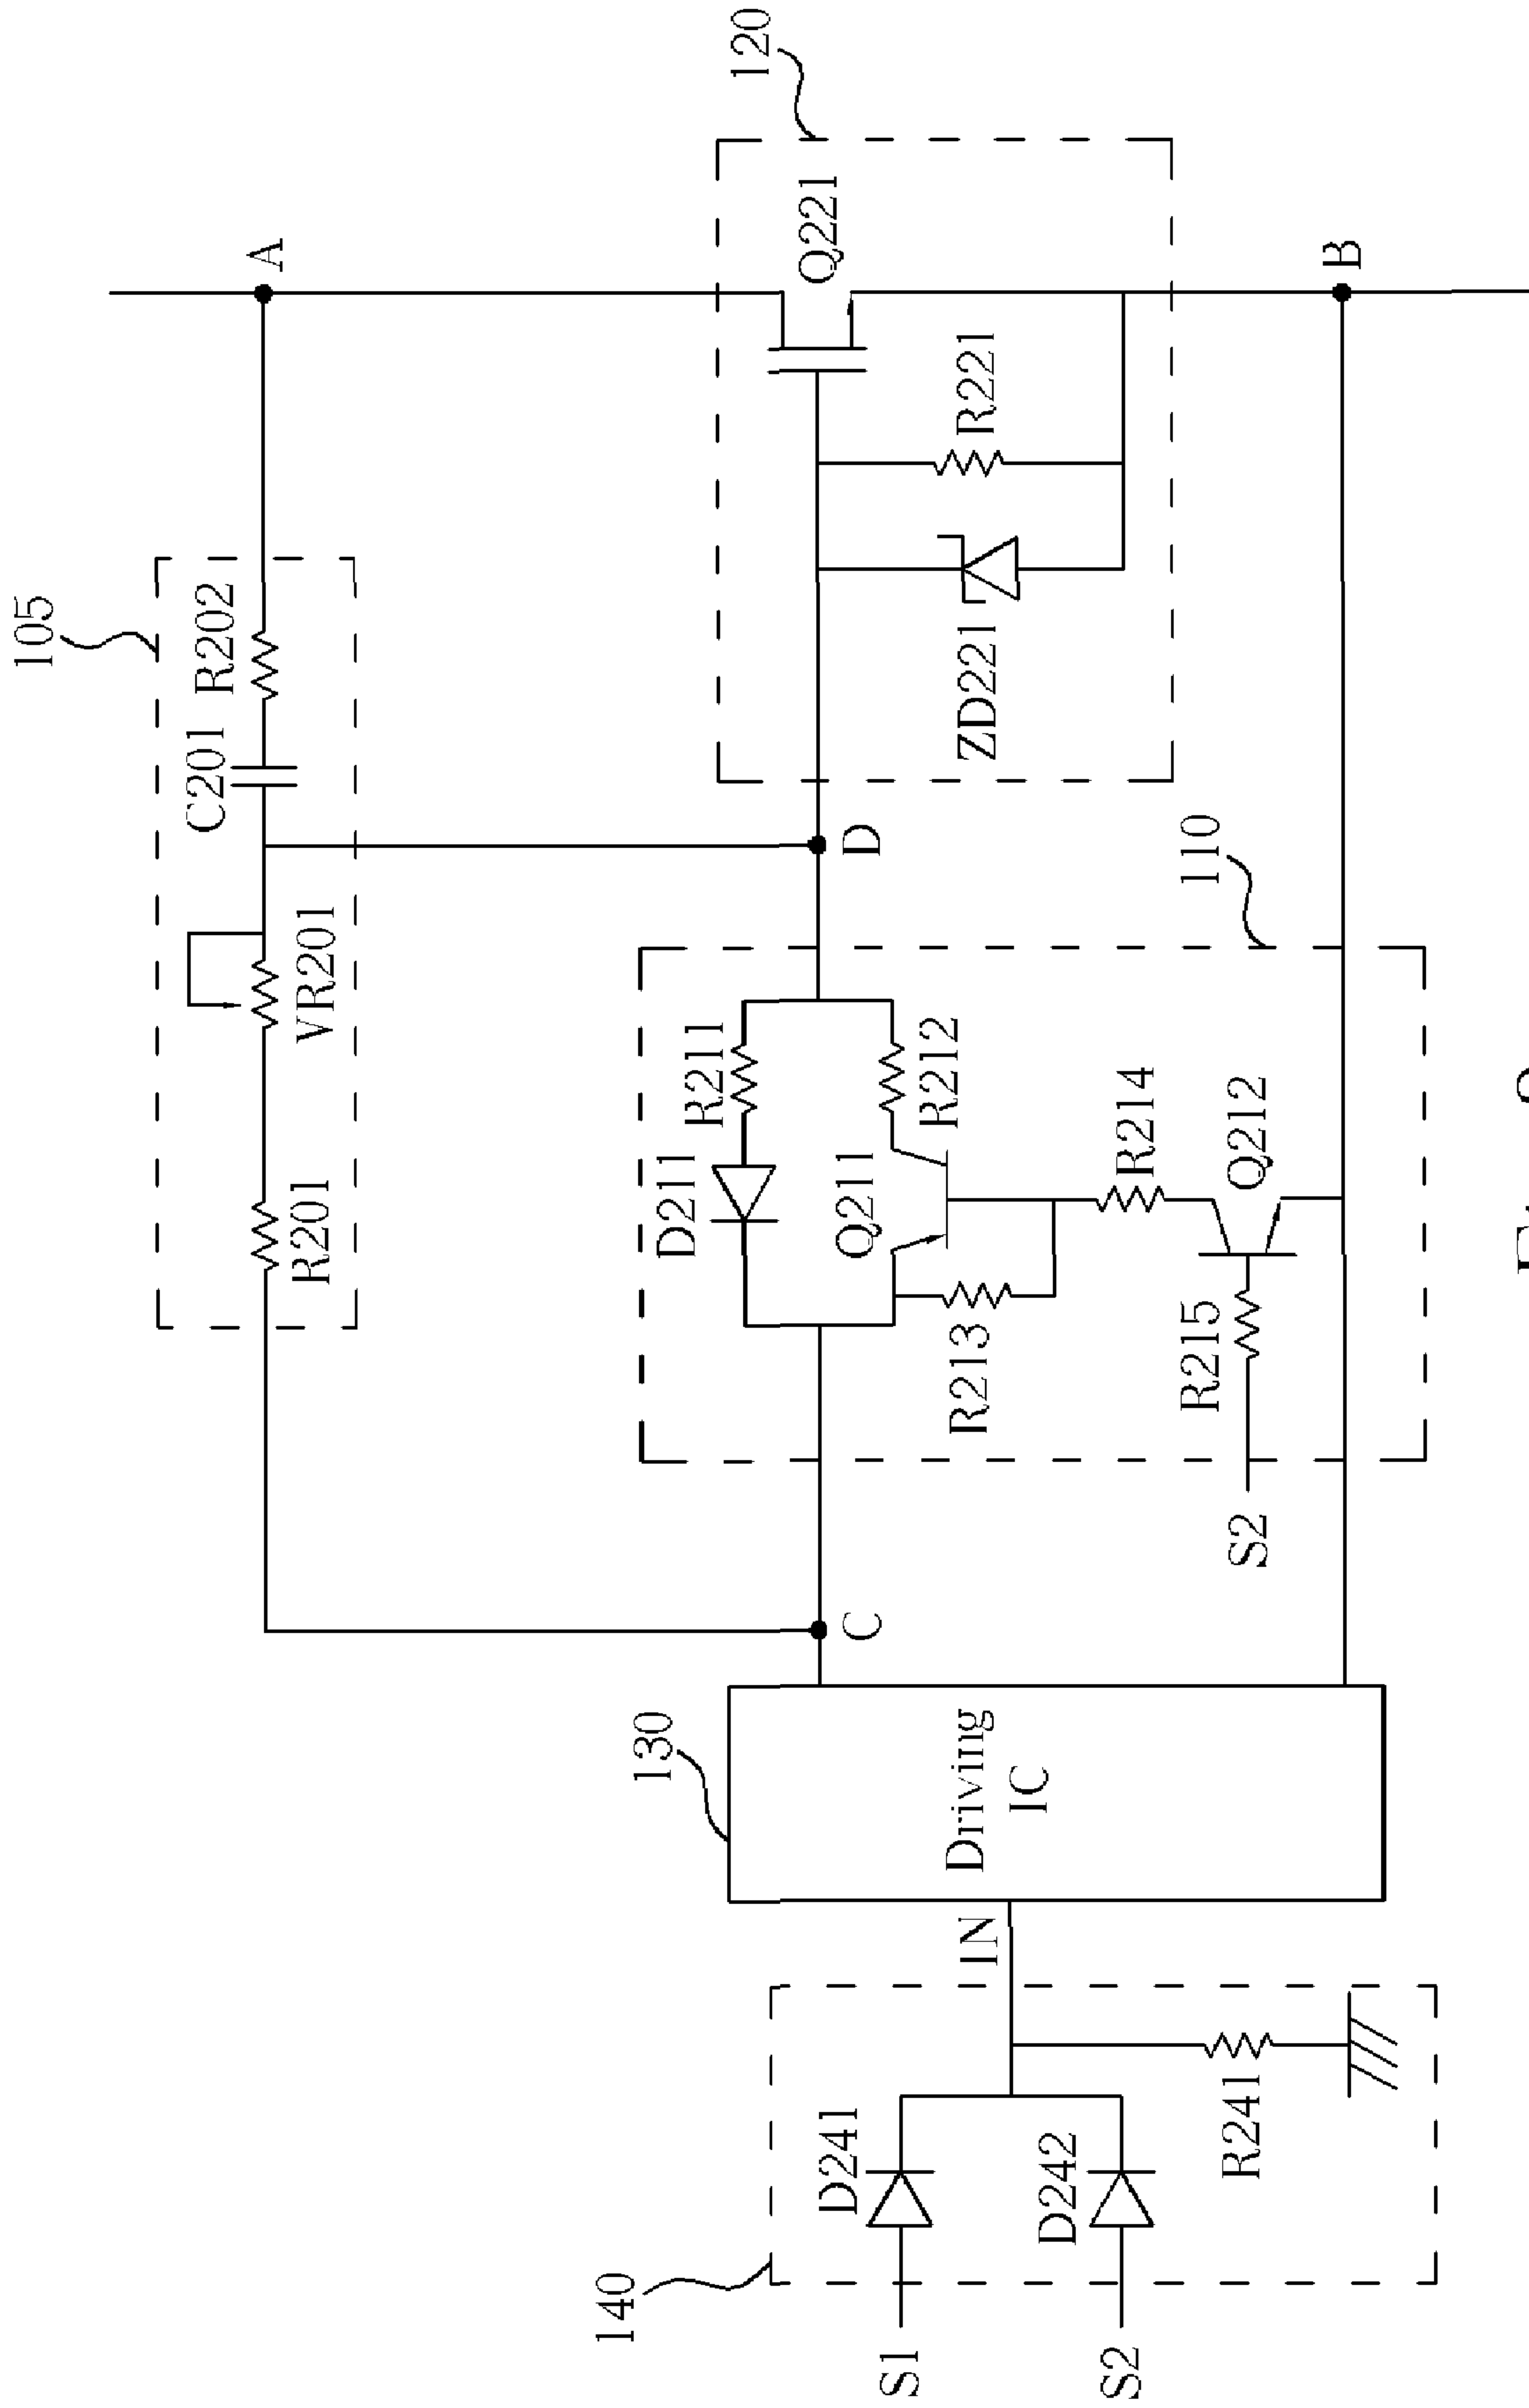 105
R201
VR201
C201
R202
A
120
Q221
R221
ZD221
D
C
130
Driving
IC
IN
110
D211
R211
Q211
R212
R213
R214
Q212
R215
S2
B
140
S1
D241
S2
D242
R241